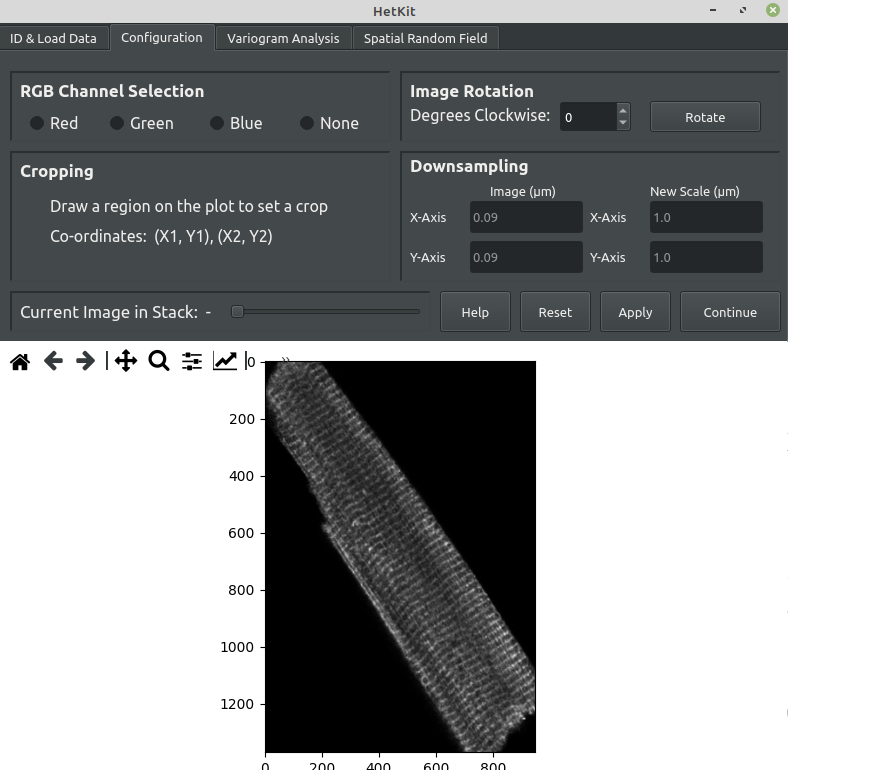 HetKit
ID & Load Data Configuration Variogram Analysis Spatial Random Field
RGB Channel Selection
Red Green Blue None
Image Rotation
Degrees Clockwise: 0 Rotate
Cropping
Draw a region on the plot to set a crop
Co-ordinates: (X1, Y1), (X2, Y2)
Downsampling
Image (μm) New Scale (μm)
X-Axis 0.09 X-Axis 1.0
Y-Axis 0.09 Y-Axis 1.0
Current Image in Stack: -
Help Reset Apply Continue
0
200
400
600
800
1000
1200
0 200 400 600 800